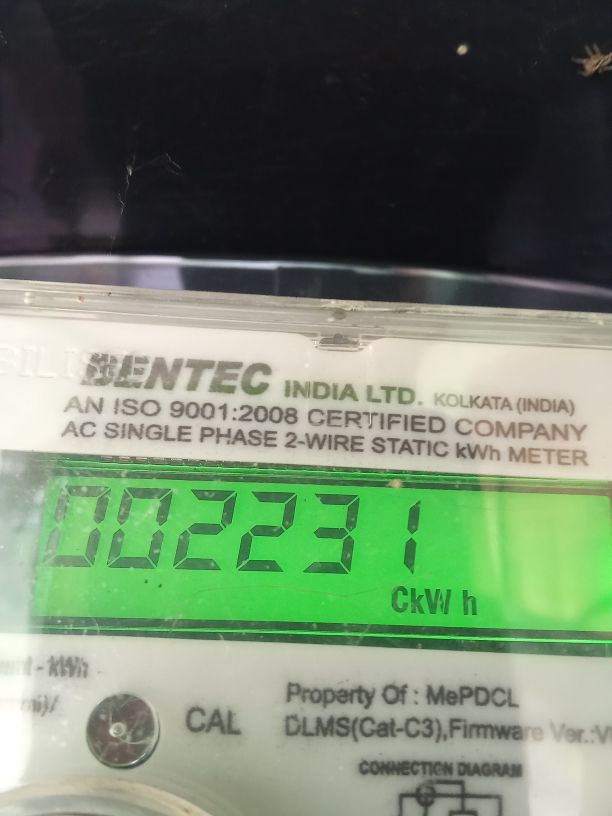 BENTEC INDIA LTD. KOLKATA (INDIA)
AN ISO 9001:2008 CERTIFIED COMPANY
AC SINGLE PHASE 2-WIRE STATIC kWh METER
002231
CkW h
kWh
CAL
Property Of : MePDCL
DLMS(Cat-C3),Firmware Ver.:
CONNECTION DIAGRAM